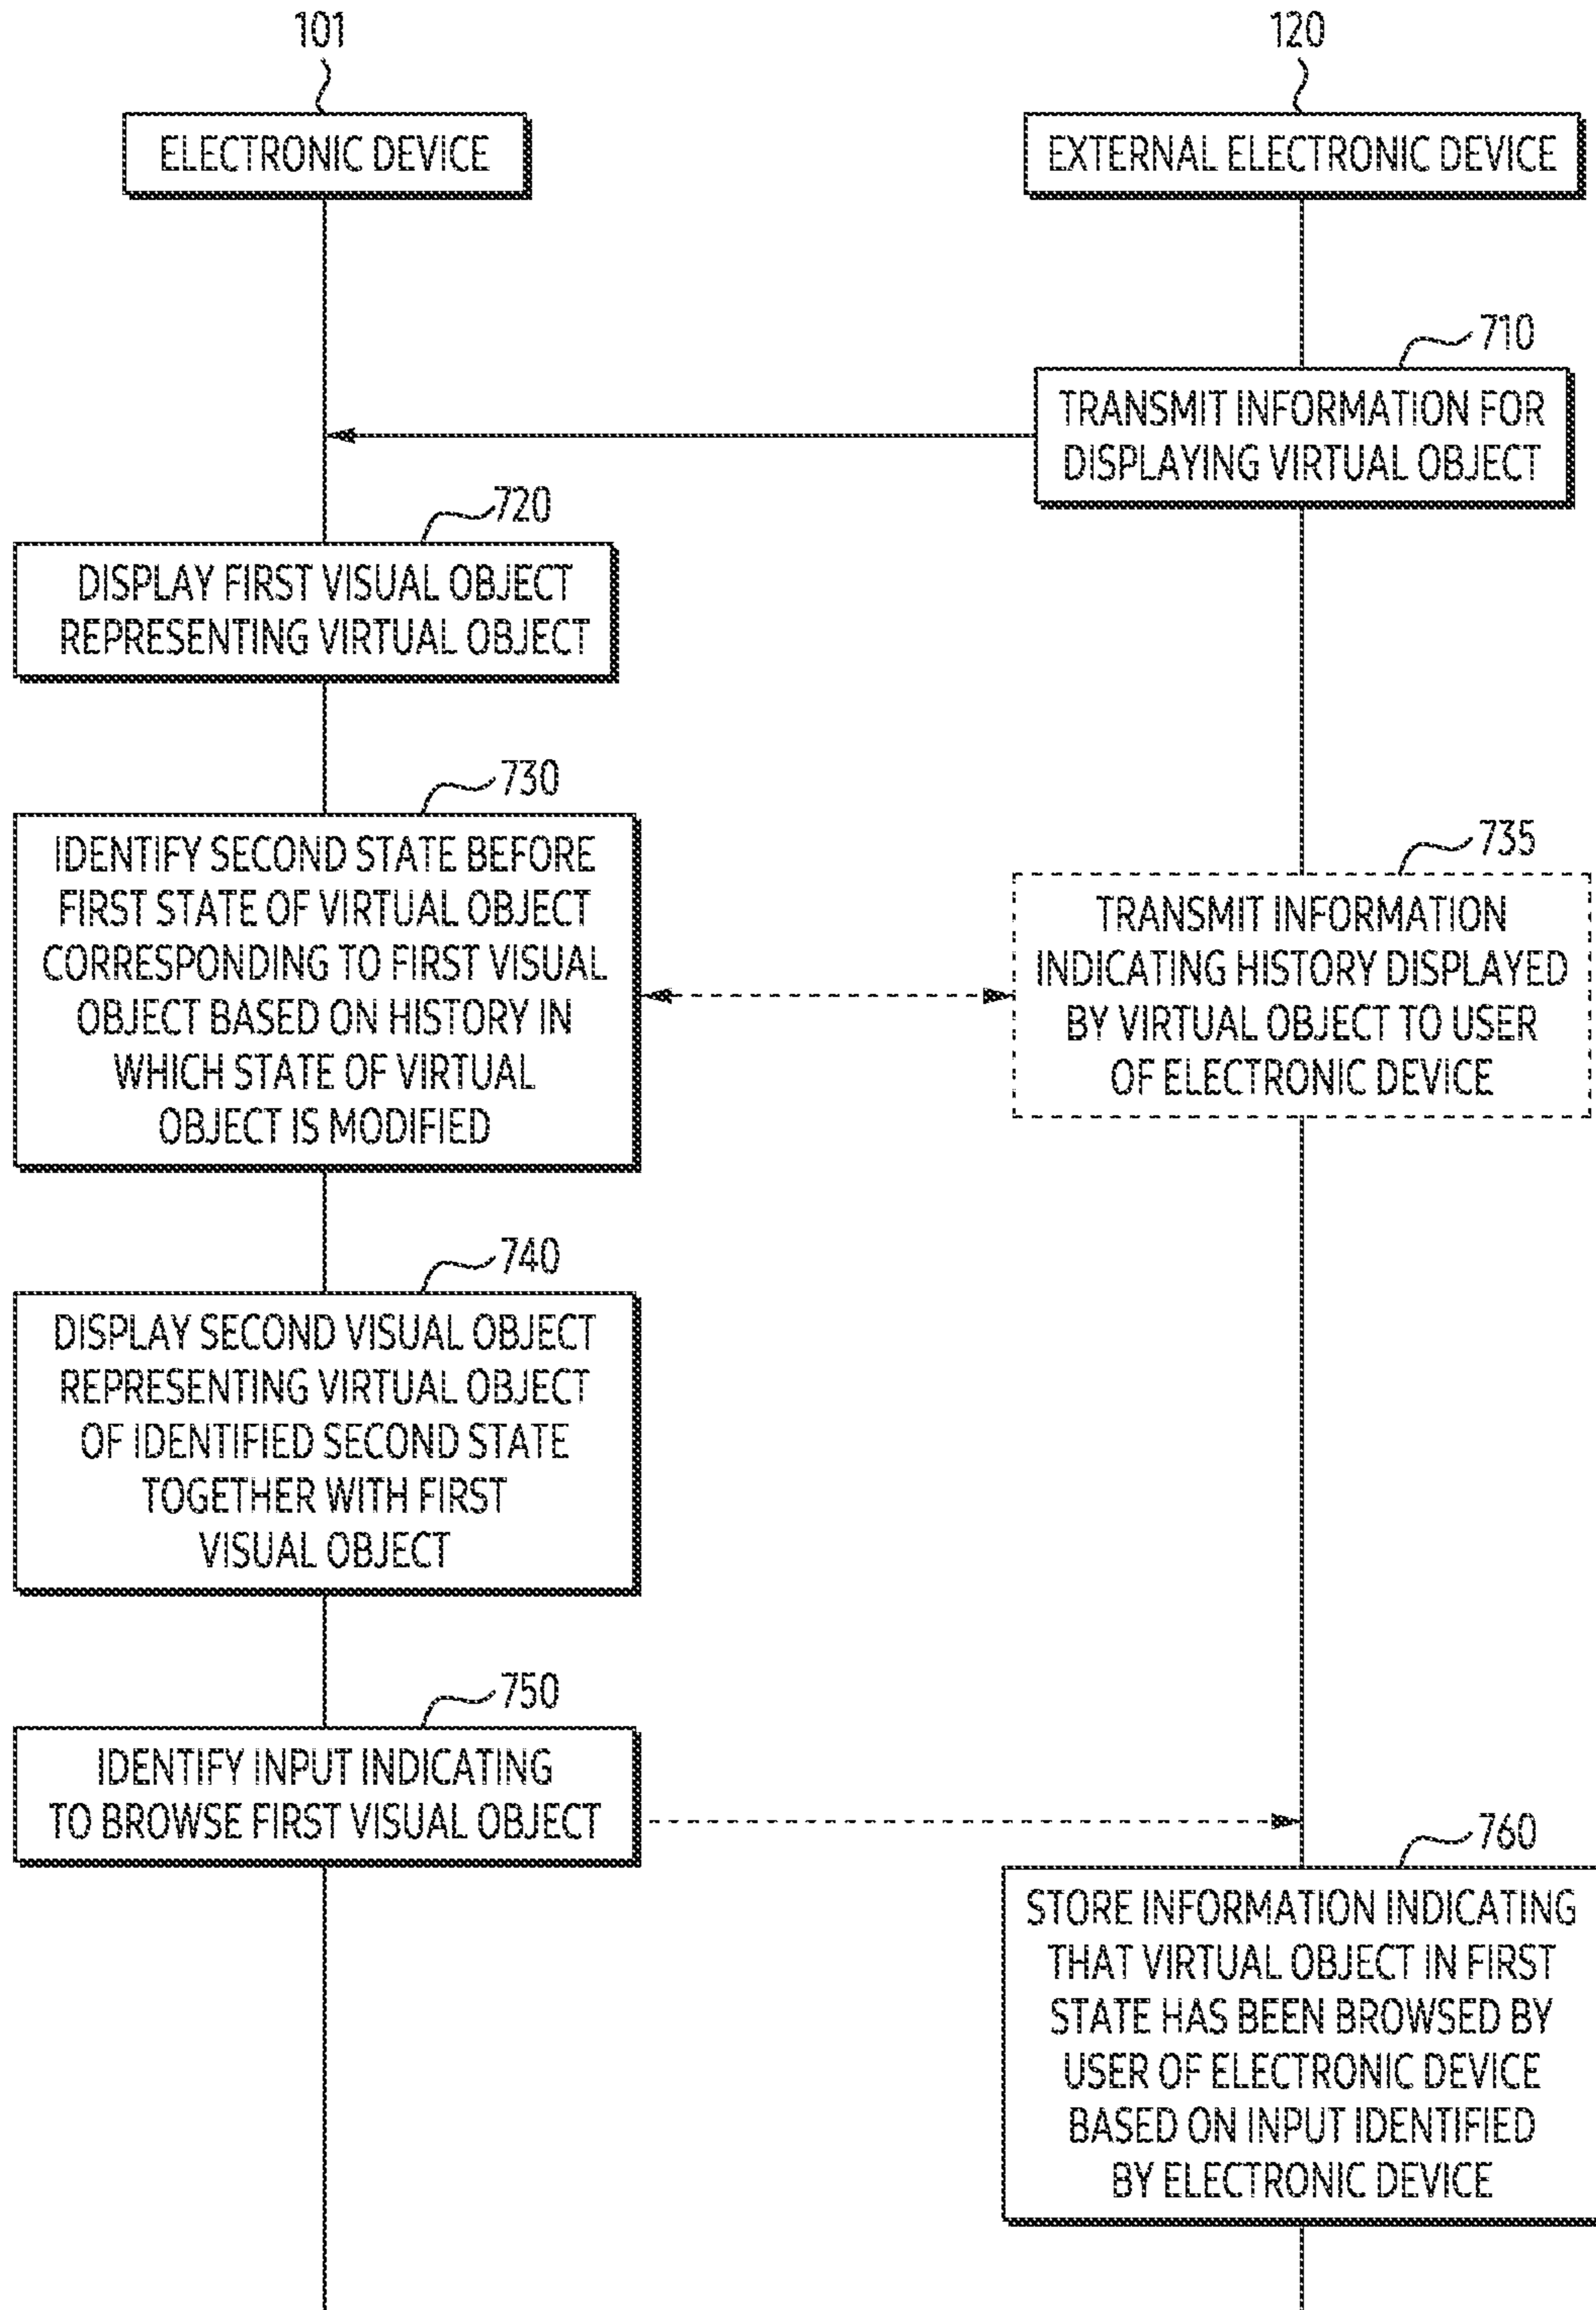 101
120
ELECTRONIC DEVICE
EXTERNAL ELECTRONIC DEVICE
710
TRANSMIT INFORMATION FOR
DISPLAYING VIRTUAL OBJECT
720
DISPLAY FIRST VISUAL OBJECT
REPRESENTING VIRTUAL OBJECT
730
IDENTIFY SECOND STATE BEFORE
FIRST STATE OF VIRTUAL OBJECT
CORRESPONDING TO FIRST VISUAL
OBJECT BASED ON HISTORY IN
WHICH STATE OF VIRTUAL
OBJECT IS MODIFIED
735
TRANSMIT INFORMATION
INDICATING HISTORY DISPLAYED
BY VIRTUAL OBJECT TO USER
OF ELECTRONIC DEVICE
740
DISPLAY SECOND VISUAL OBJECT
REPRESENTING VIRTUAL OBJECT
OF IDENTIFIED SECOND STATE
TOGETHER WITH FIRST
VISUAL OBJECT
750
IDENTIFY INPUT INDICATING
TO BROWSE FIRST VISUAL OBJECT
760
STORE INFORMATION INDICATING
THAT VIRTUAL OBJECT IN FIRST
STATE HAS BEEN BROWSED BY
USER OF ELECTRONIC DEVICE
BASED ON INPUT IDENTIFIED
BY ELECTRONIC DEVICE